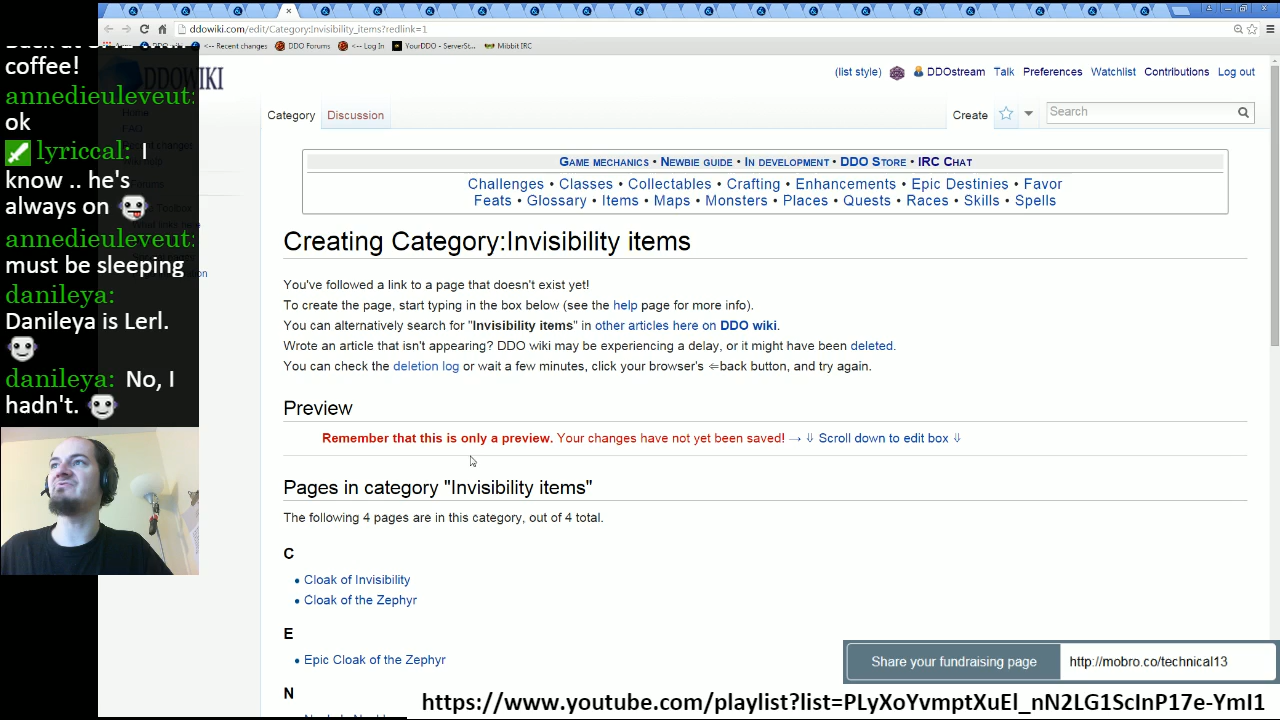 coffee!
annedieuleveut:
ok
lyriccal: I
know .. he's
always on
annedieuleveut:
must be sleeping
danileya:
Danileya is Lerl.
danileya: No, I
hadn't.
ddowiki.com/edit/Category:Invisibility_items?redlink=1
<-- Recent changes DDO Forums <-- Log In YourDDO - ServerSt... Mibbit IRC
(list style) DDOstream Talk Preferences Watchlist Contributions Log out
Category Discussion Create Search
GAME MECHANICS • NEWBIE GUIDE • IN DEVELOPMENT • DDO STORE • IRC CHAT
Challenges • Classes • Collectables • Crafting • Enhancements • Epic Destinies • Favor
Feats • Glossary • Items • Maps • Monsters • Places • Quests • Races • Skills • Spells
Creating Category:Invisibility items
You've followed a link to a page that doesn't exist yet!
To create the page, start typing in the box below (see the help page for more info).
You can alternatively search for "Invisibility items" in other articles here on DDO wiki.
Wrote an article that isn't appearing? DDO wiki may be experiencing a delay, or it might have been deleted.
You can check the deletion log or wait a few minutes, click your browser's ⇐back button, and try again.
Preview
Remember that this is only a preview. Your changes have not yet been saved! → ⇓ Scroll down to edit box ⇓
Pages in category "Invisibility items"
The following 4 pages are in this category, out of 4 total.
C
• Cloak of Invisibility
• Cloak of the Zephyr
E
• Epic Cloak of the Zephyr
N
Share your fundraising page http://mobro.co/technical13
https://www.youtube.com/playlist?list=PLyXoYvmptXuEl_nN2LG1ScInP17e-YmI1